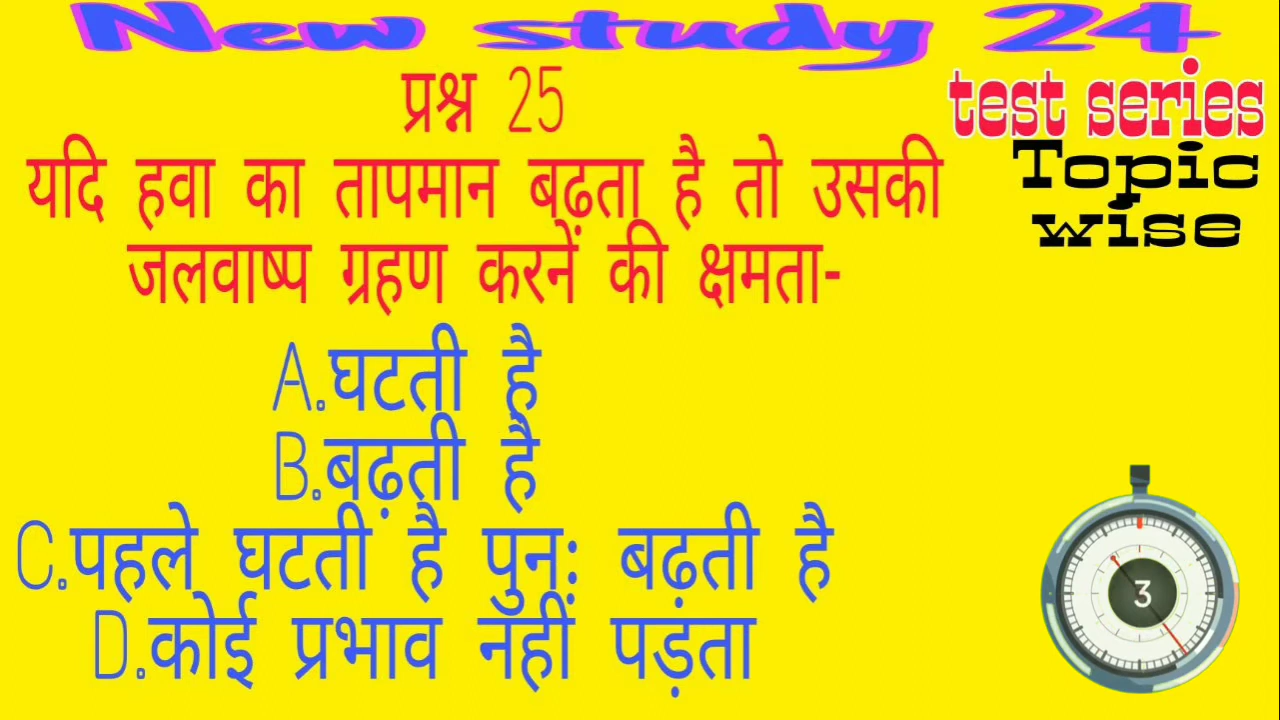 New study 24
test series
Topic
wise
प्रश्न 25
यदि हवा का तापमान बढ़ता है तो उसकी
जलवाष्प ग्रहण करनें की क्षमता-
A.घटती है
B.बढ़ती है
C.पहले घटती है पुनः बढ़ती है
D.कोई प्रभाव नहीं पड़ता
3